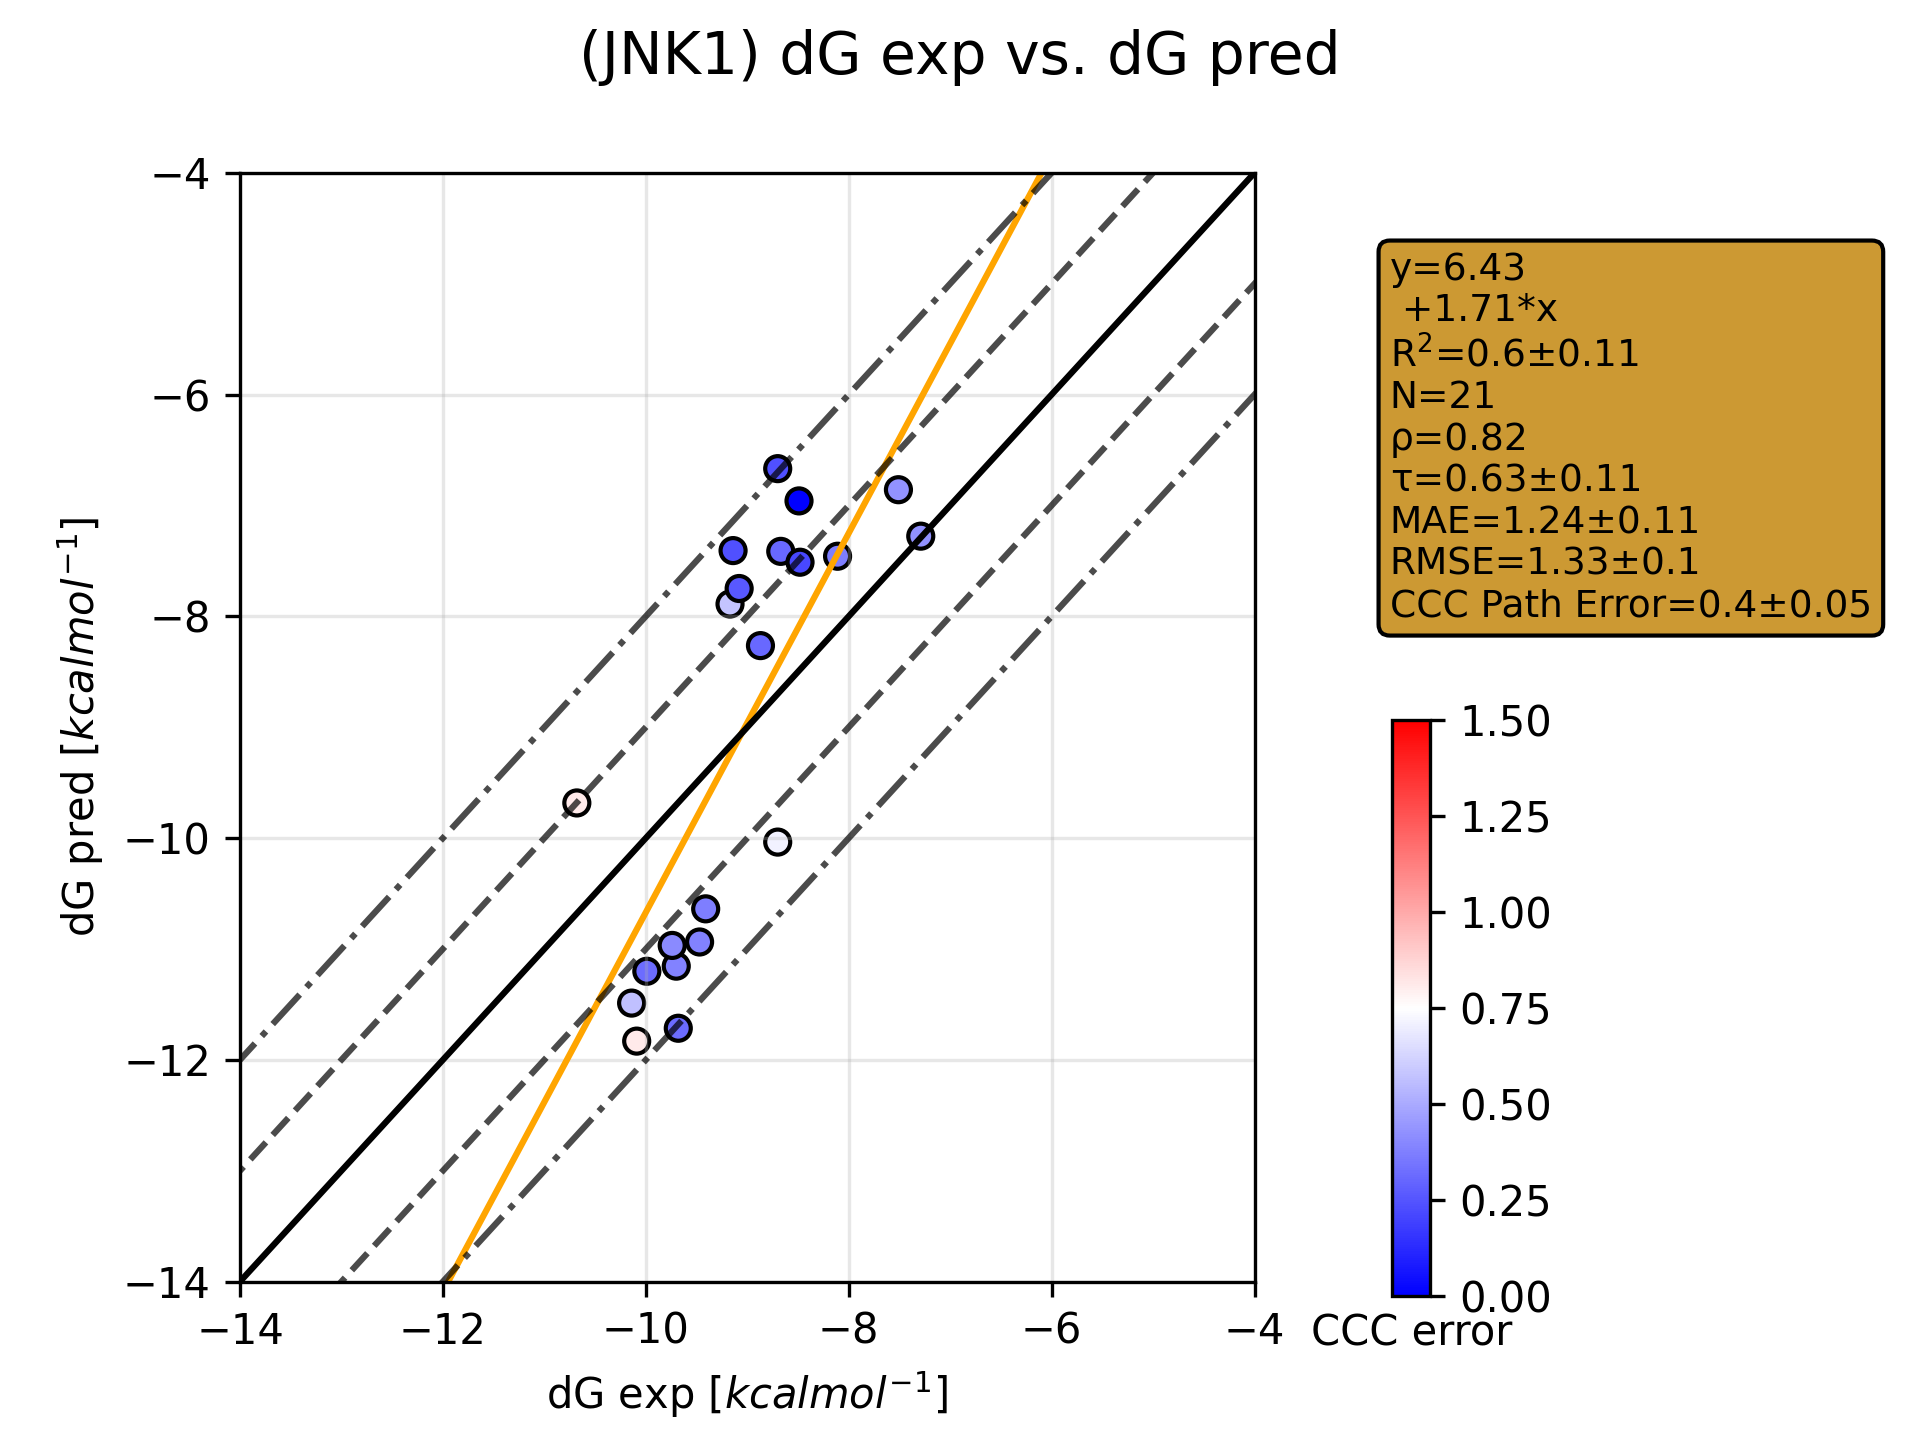 (JNK1) dG exp vs. dG pred
−4
−6
−8
−10
−12
−14
dG pred [kcalmol⁻¹]
−14 −12 −10 −8 −6 −4
dG exp [kcalmol⁻¹]
y=6.43
+1.71*x
R²=0.6±0.11
N=21
ρ=0.82
τ=0.63±0.11
MAE=1.24±0.11
RMSE=1.33±0.1
CCC Path Error=0.4±0.05
1.50
1.25
1.00
0.75
0.50
0.25
0.00
CCC error